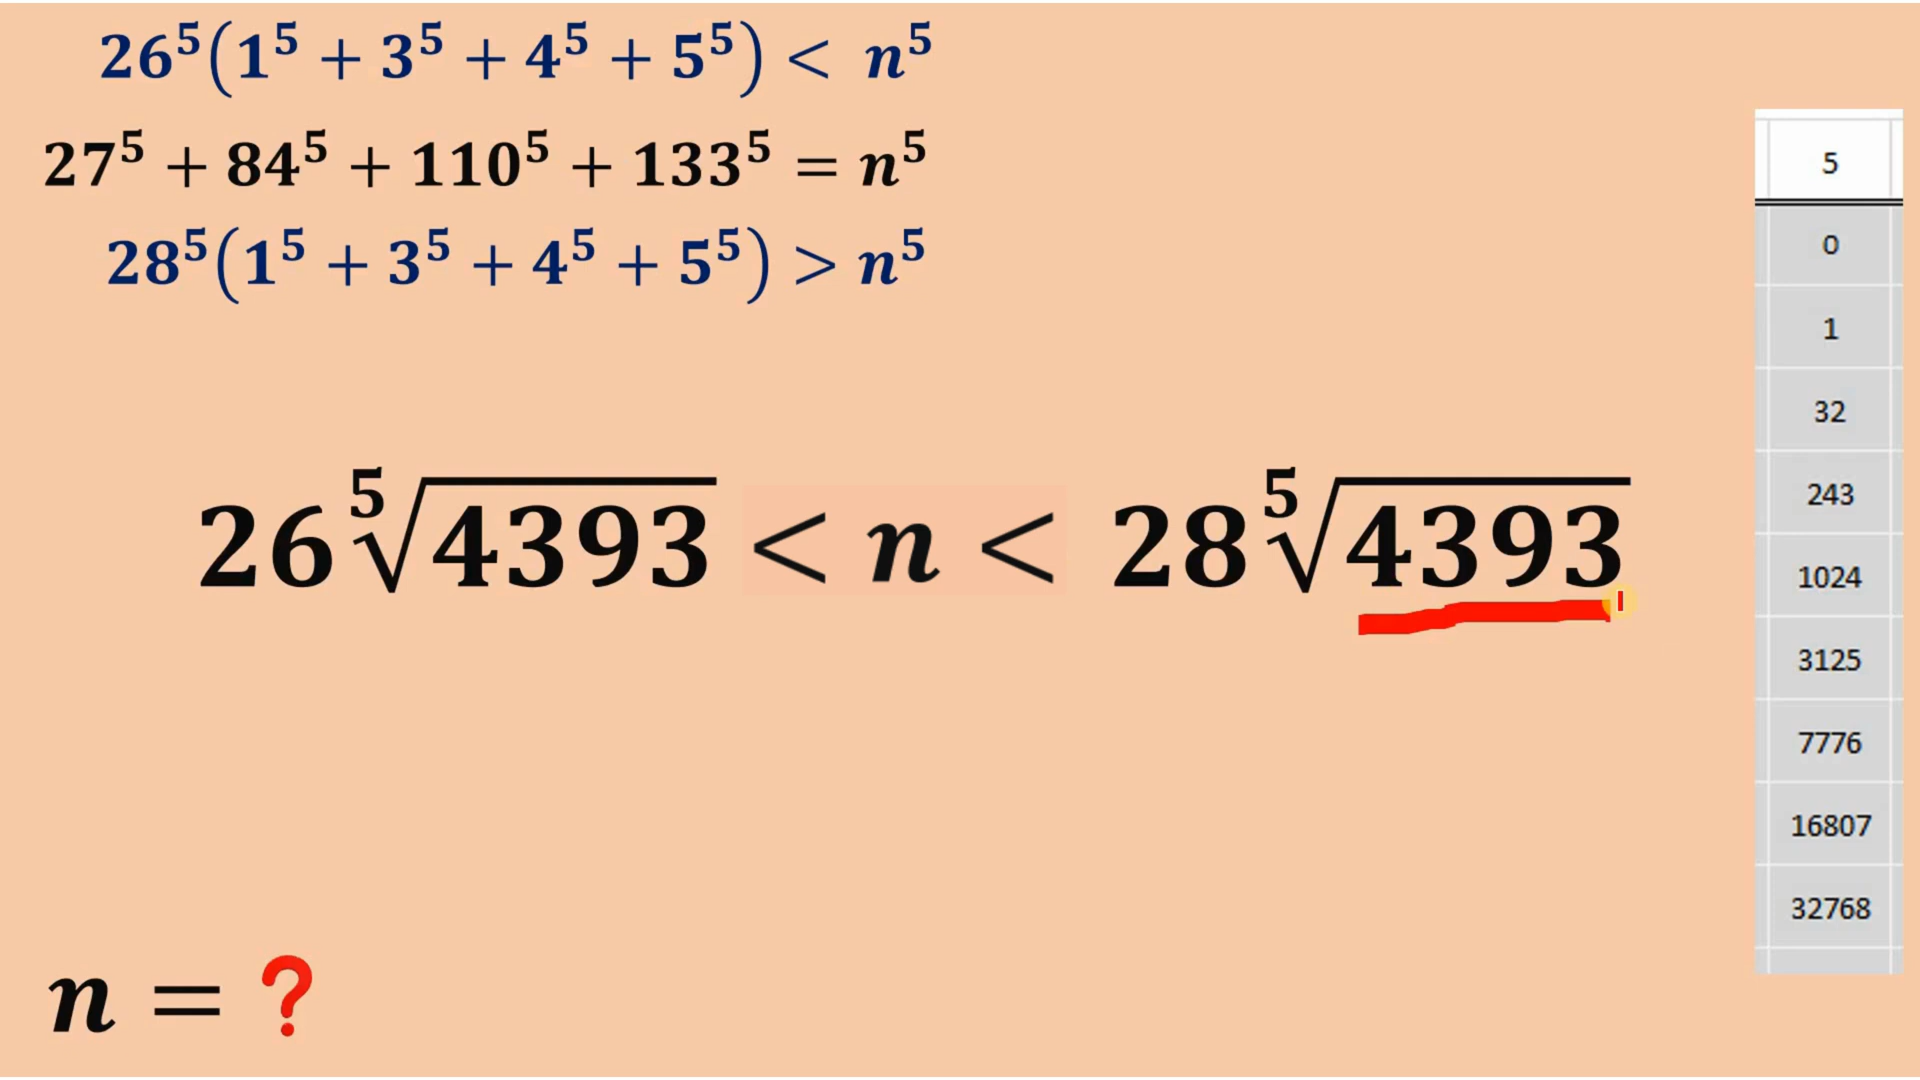 26⁵(1⁵ + 3⁵ + 4⁵ + 5⁵) < n⁵
27⁵ + 84⁵ + 110⁵ + 133⁵ = n⁵
28⁵(1⁵ + 3⁵ + 4⁵ + 5⁵) > n⁵
26 ⁵√4393 < n < 28 ⁵√4393
n = ?
5
0
1
32
243
1024
3125
7776
16807
32768